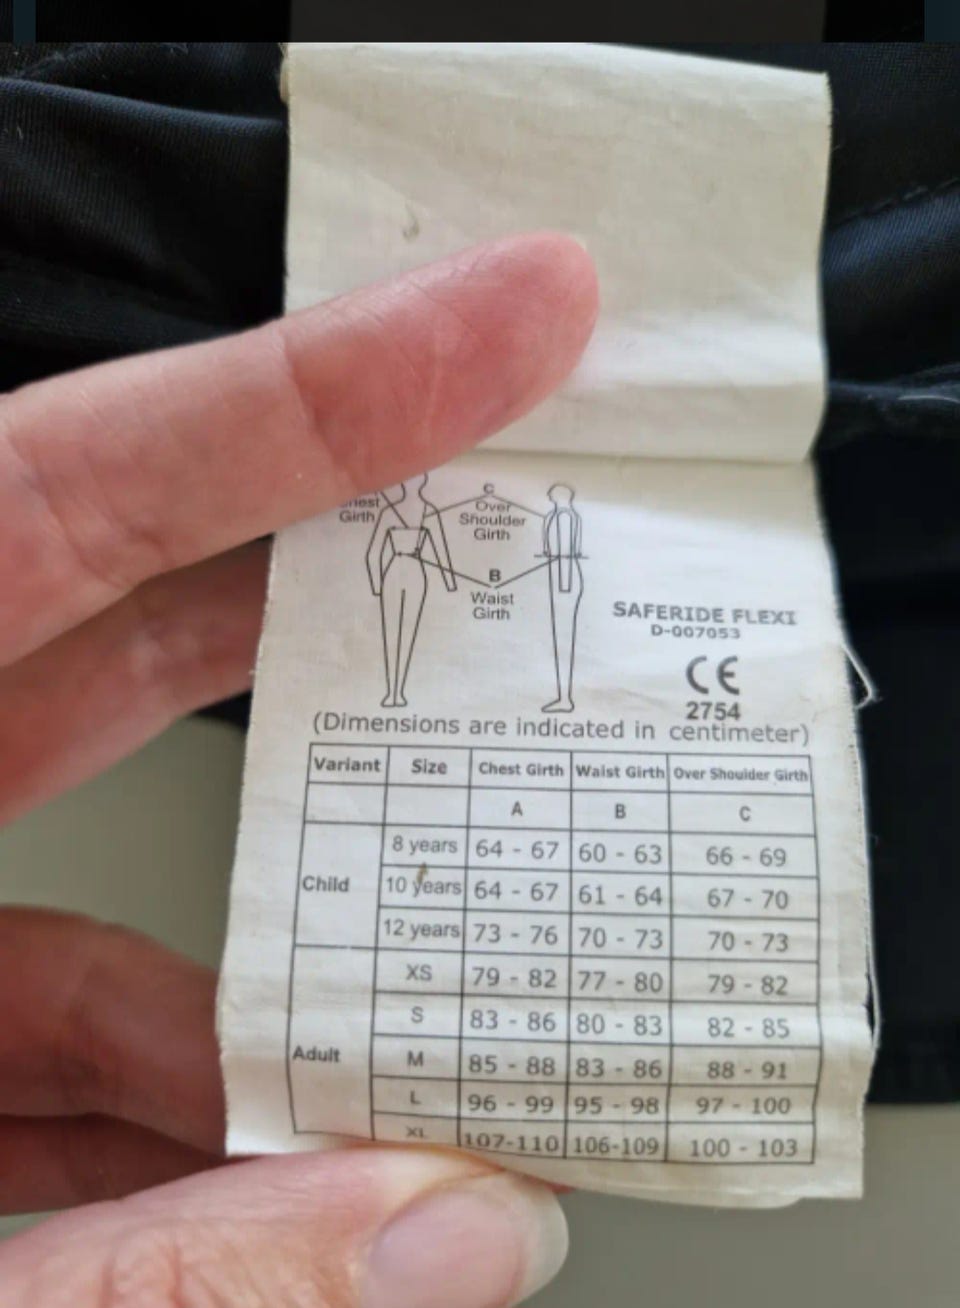 Girth
C
Over
Shoulder
Girth
B
Waist
Girth
SAFERIDE FLEXI
D-007053
CE
2754
(Dimensions are indicated in centimeter)
Variant Size Chest Girth Waist Girth Over Shoulder Girth
A B C
Child
8 years 64 - 67 60 - 63 66 - 69
10 years 64 - 67 61 - 64 67 - 70
12 years 73 - 76 70 - 73 70 - 73
Adult
XS 79 - 82 77 - 80 79 - 82
S 83 - 86 80 - 83 82 - 85
M 85 - 88 83 - 86 88 - 91
L 96 - 99 95 - 98 97 - 100
XL 107-110 106-109 100 - 103